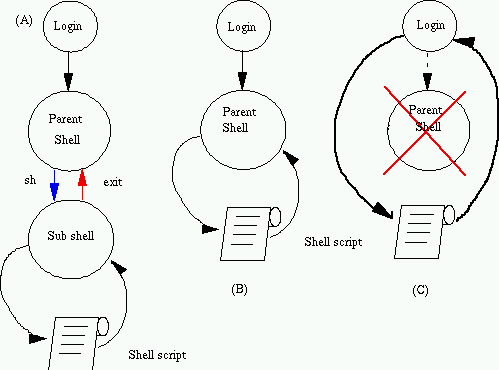 (A)
Login
Parent
Shell
sh
exit
Sub shell
Shell script
Login
Parent
Shell
Shell script
(B)
Login
Parent
Shell
(C)